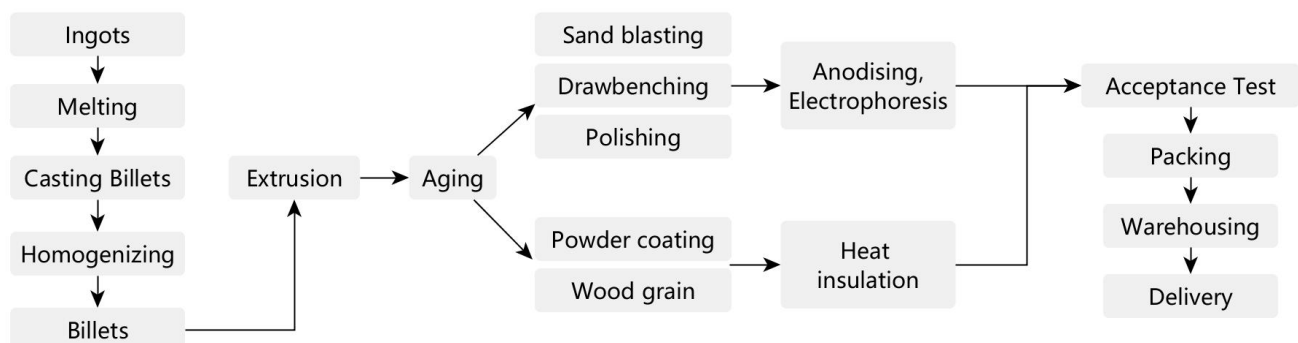 Ingots
Melting
Casting Billets
Homogenizing
Billets
Extrusion
Aging
Sand blasting
Drawbenching
Polishing
Powder coating
Wood grain
Anodising,
Electrophoresis
Heat
insulation
Acceptance Test
Packing
Warehousing
Delivery